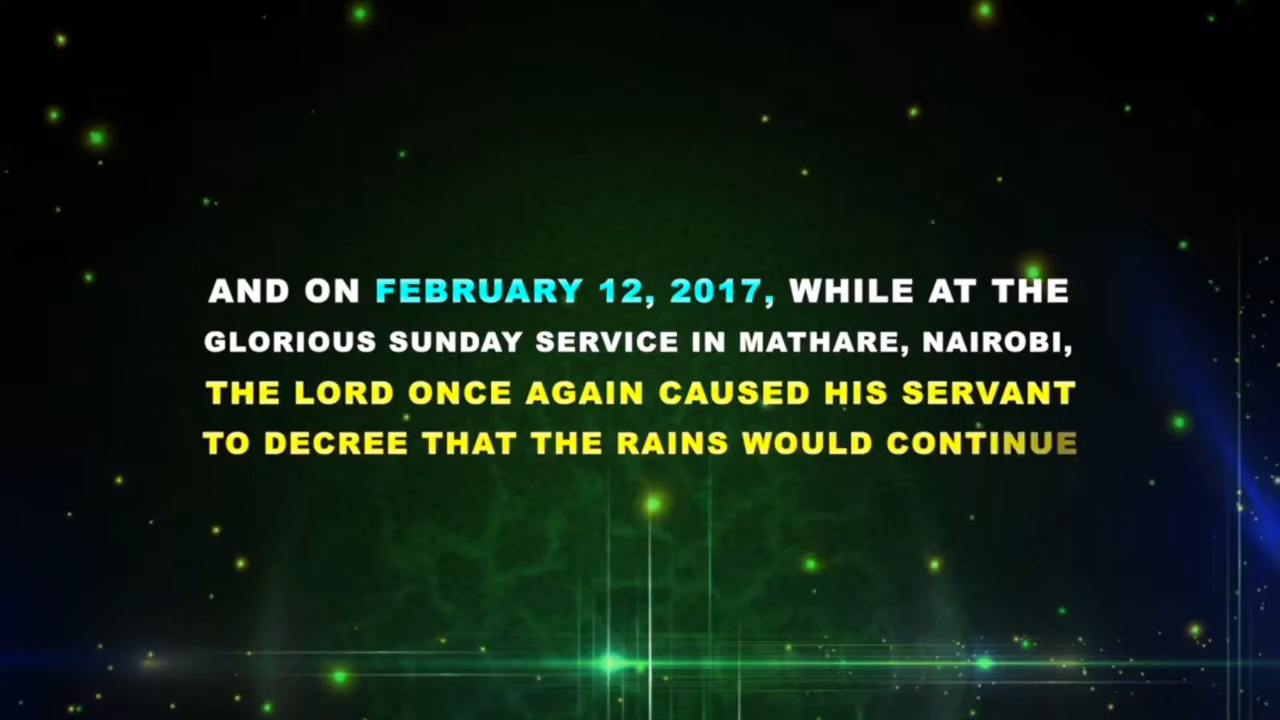 AND ON FEBRUARY 12, 2017, WHILE AT THE
GLORIOUS SUNDAY SERVICE IN MATHARE, NAIROBI,
THE LORD ONCE AGAIN CAUSED HIS SERVANT
TO DECREE THAT THE RAINS WOULD CONTINUE